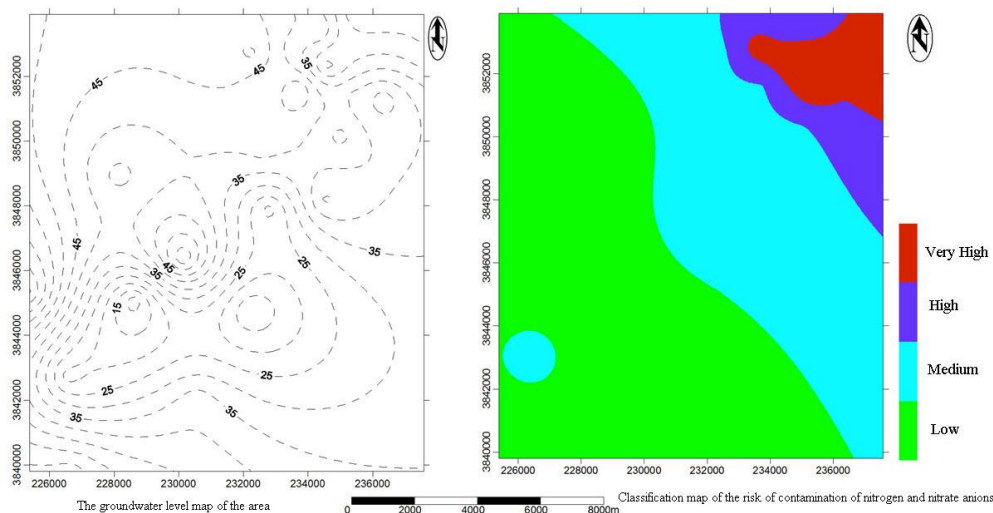 N
N
45
45
35
45
35
35
25
25
45
35
15
25
25
35
35
3852000
3850000
3848000
3846000
3844000
3842000
3840000
226000 228000 230000 232000 234000 236000
3852000
3850000
3848000
3846000
3844000
3842000
3840000
226000 228000 230000 232000 234000 236000
Very High
High
Medium
Low
The groundwater level map of the area
0 2000 4000 6000 8000m
Classification map of the risk of contamination of nitrogen and nitrate anions